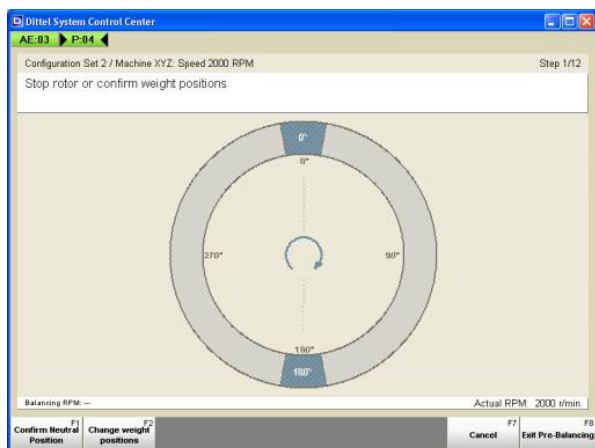 Dittel System Control Center
AE:03 P:04
Configuration Set 2 / Machine XYZ: Speed 2000 RPM Step 1/12
Stop rotor or confirm weight positions
0°
0°
270° 90°
180°
180°
Balancing RPM: --- Actual RPM: 2000 r/min
F1 F2 F7 F8
Confirm Neutral Position Change weight positions Cancel Exit Pre-Balancing